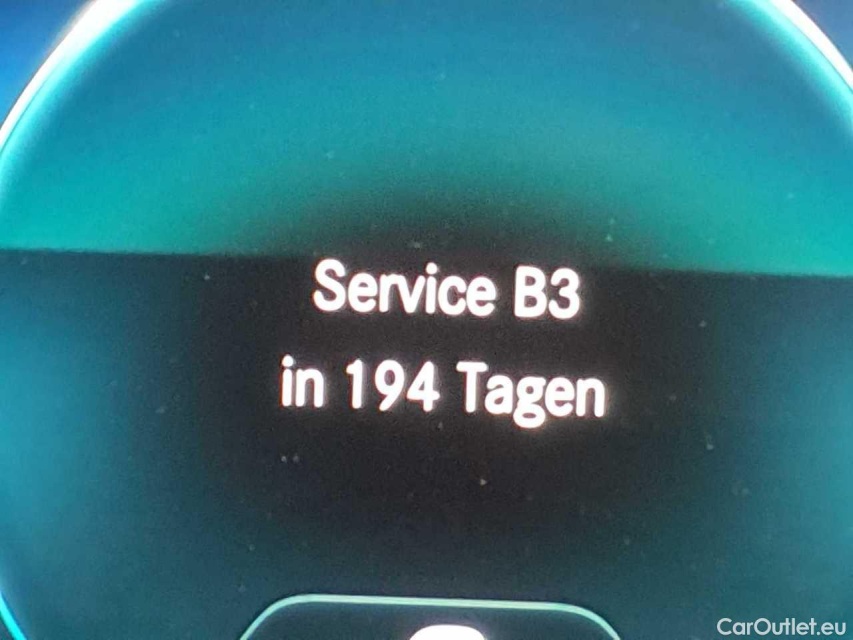 Service B3
in 194 Tagen
CarOutlet.eu